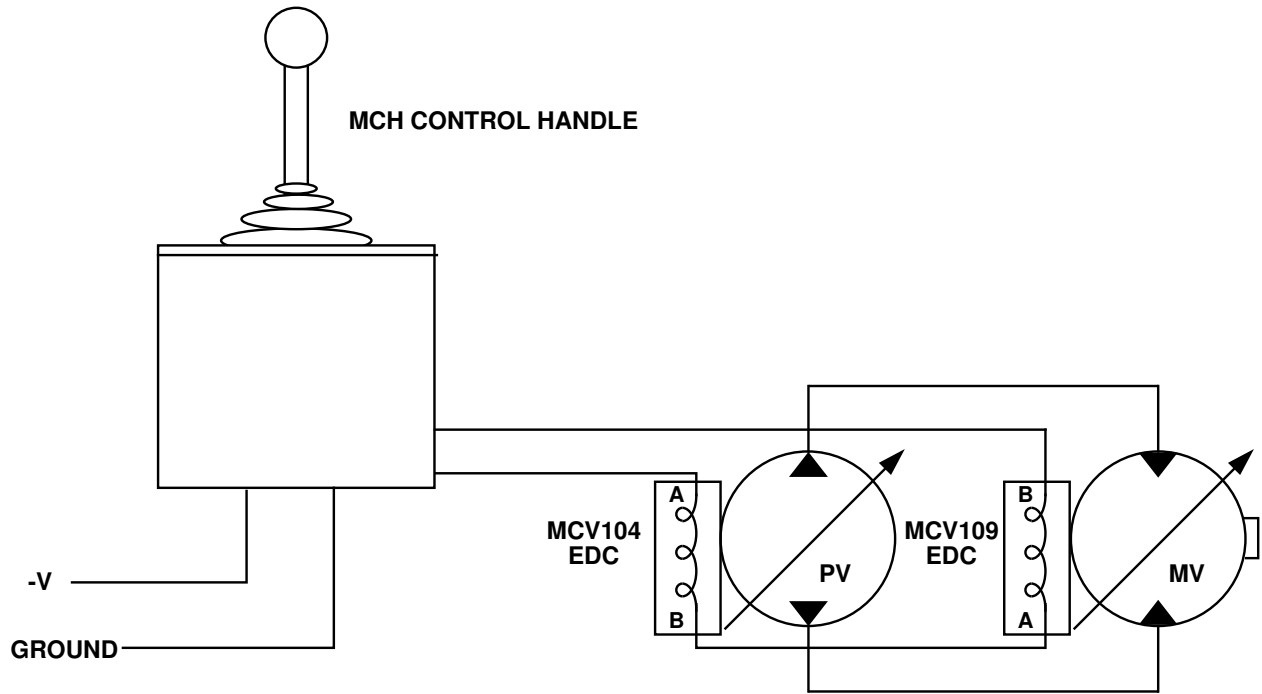 MCH CONTROL HANDLE
A
B
MCV104
EDC
MCV109
EDC
PV
MV
-V
B
A
GROUND